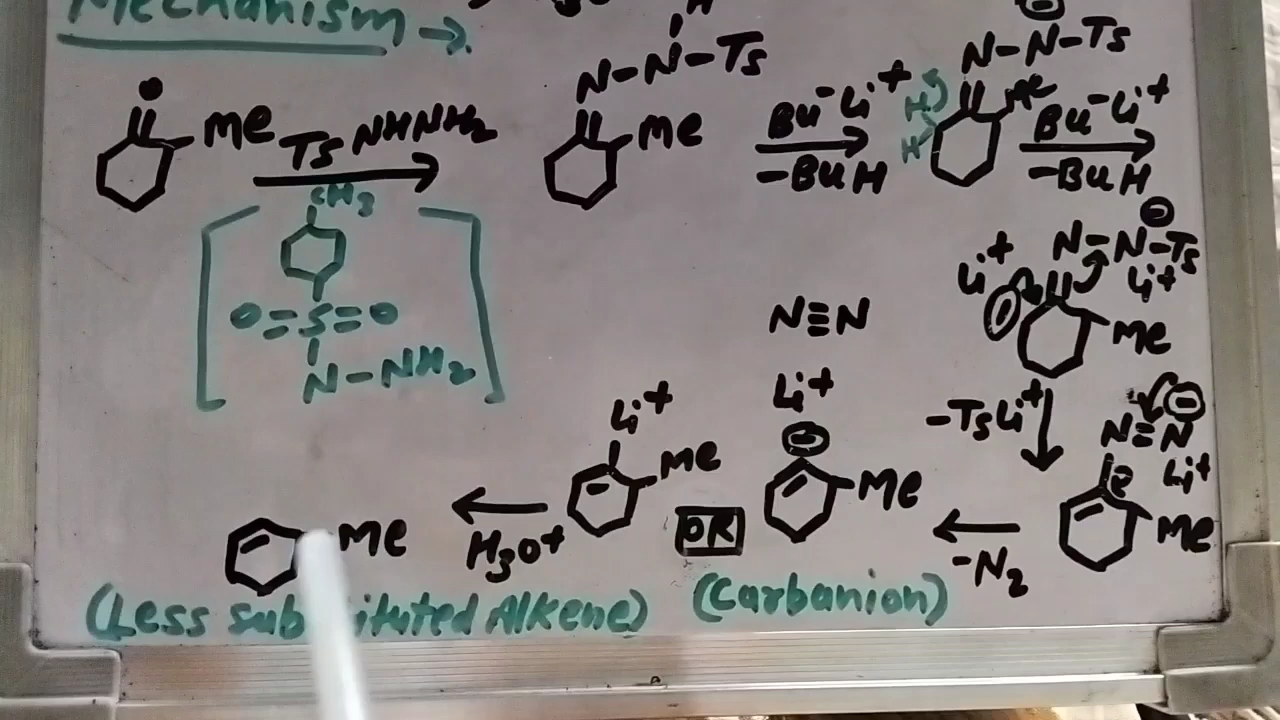 Mechanism →
H
N-N-Ts
Me
TsNHNH2
Me
Bu⁻Li⁺
-BuH
⊖
N-N-Ts
H
H
Me
Bu⁻Li⁺
-BuH
CH3
O=S=O
N-NH2
⊖
N-N-Ts
Li⁺
Li⁺
Me
-TsLi⁺
⊖
N=N
Li⁺
Me
-N2
N≡N
Li⁺
⊖
Me
OR
Li⁺
Me
H3O⁺
Me
(Less substituted Alkene)
(Carbanion)